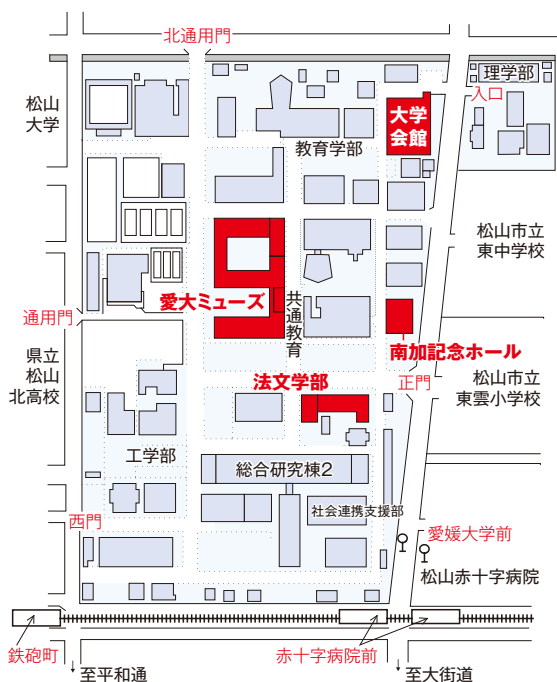 北通用門
理学部
入口
松山
大学
大学
会館
教育学部
松山市立
東中学校
愛大ミューズ
共通教育
通用門
南加記念ホール
県立
松山
北高校
法文学部
正門
松山市立
東雲小学校
工学部
総合研究棟2
社会連携支援部
西門
愛媛大学前
松山赤十字病院
鉄砲町
赤十字病院前
至平和通
至大街道